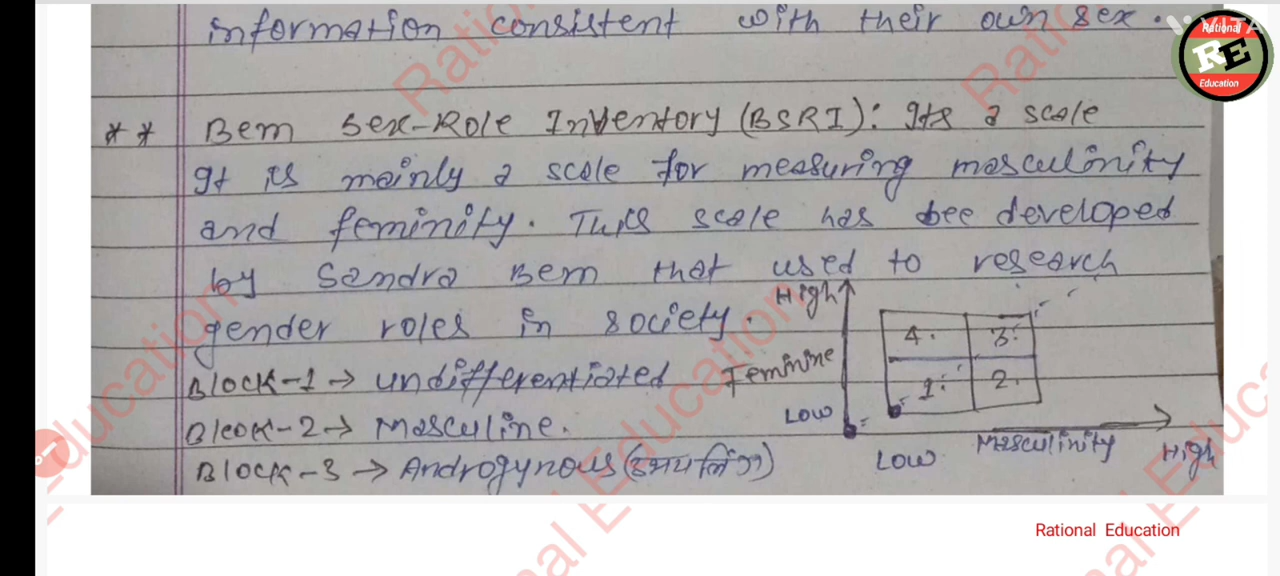 information consistent with their own sex.
** Bem Sex-Role Inventory (BSRI): Its a scale
It is mainly a scale for measuring masculinity
and feminity. This scale has bee developed
by Sandra Bem that used to research
gender roles in society.
Block-1 → undifferentiated
Block-2 → Masculine.
Block-3 → Androgynous (उभयलिंग)
High
Feminine
Low
4. 3.
1. 2.
Low Masculinity High
Rational
RE
Education
Rational Education